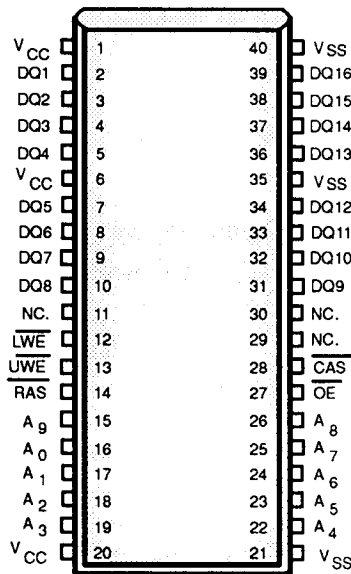 VCC 1 40 VSS
DQ1 2 39 DQ16
DQ2 3 38 DQ15
DQ3 4 37 DQ14
DQ4 5 36 DQ13
VCC 6 35 VSS
DQ5 7 34 DQ12
DQ6 8 33 DQ11
DQ7 9 32 DQ10
DQ8 10 31 DQ9
NC. 11 30 NC.
LWE 12 29 NC.
UWE 13 28 CAS
RAS 14 27 OE
A9 15 26 A8
A0 16 25 A7
A1 17 24 A6
A2 18 23 A5
A3 19 22 A4
VCC 20 21 VSS